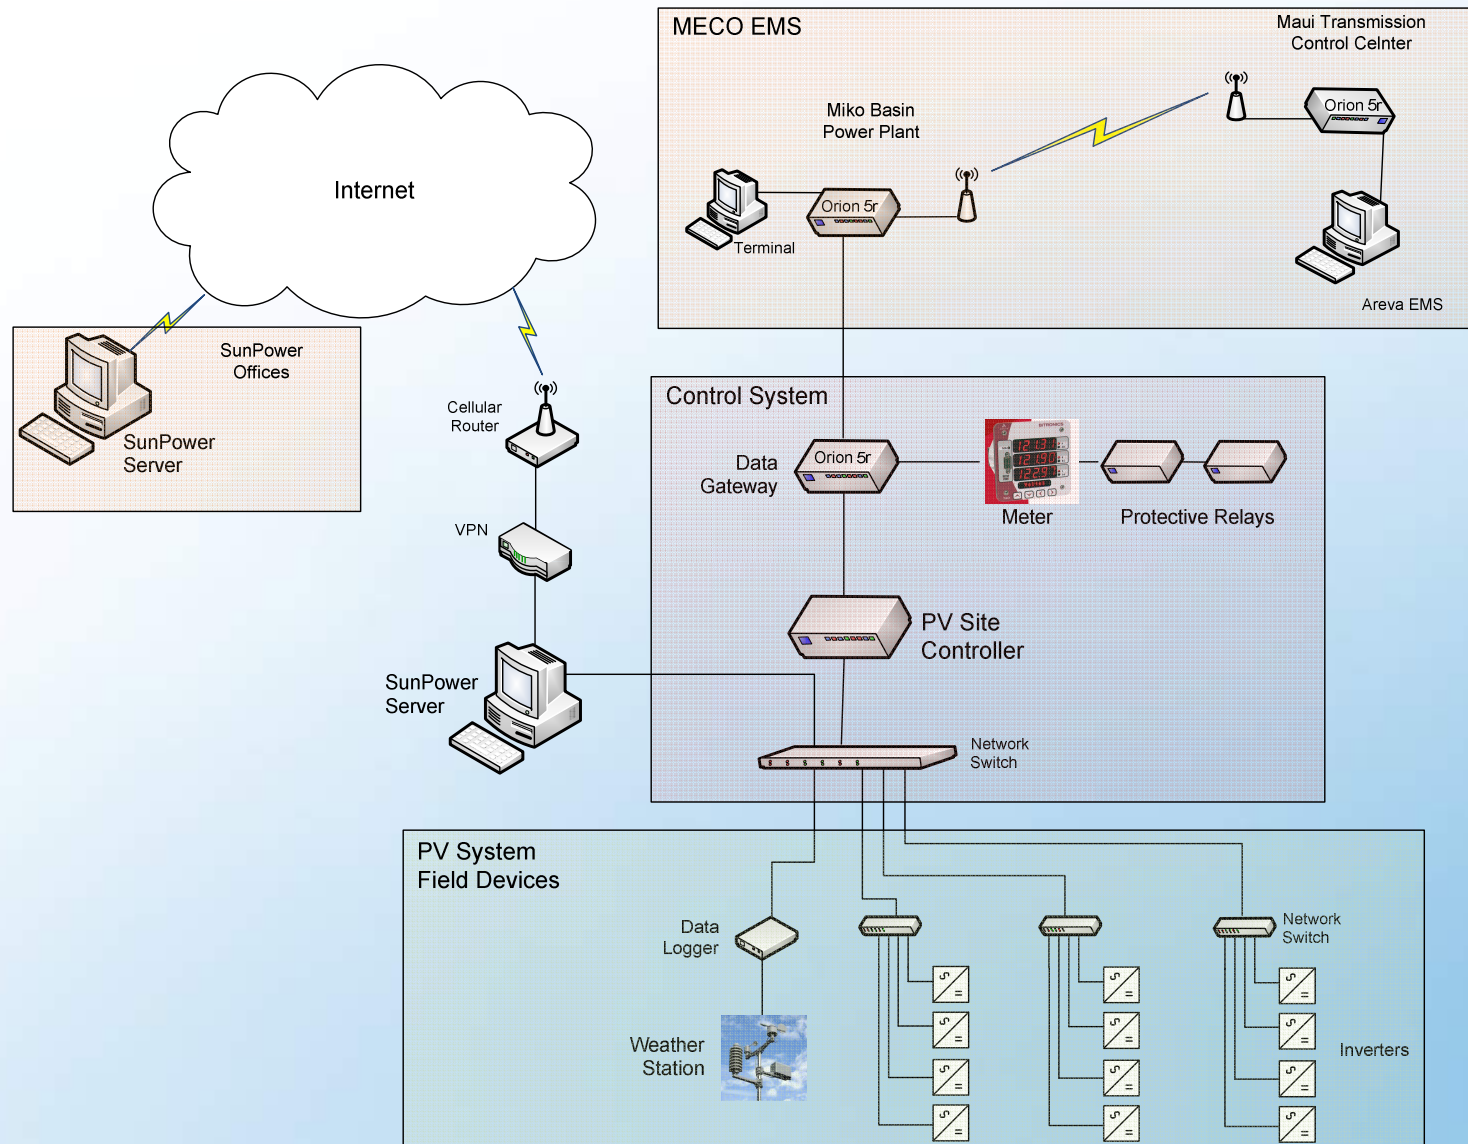 MECO EMS
Maui Transmission
Control Celnter
Orion 5r
Miko Basin
Power Plant
Orion 5r
Terminal
Areva EMS
Internet
SunPower
Offices
SunPower
Server
Cellular
Router
VPN
SunPower
Server
Control System
Data
Gateway
Orion 5r
BITRONICS
Meter
Protective Relays
PV Site
Controller
Network
Switch
PV System
Field Devices
Data
Logger
Network
Switch
Weather
Station
Inverters